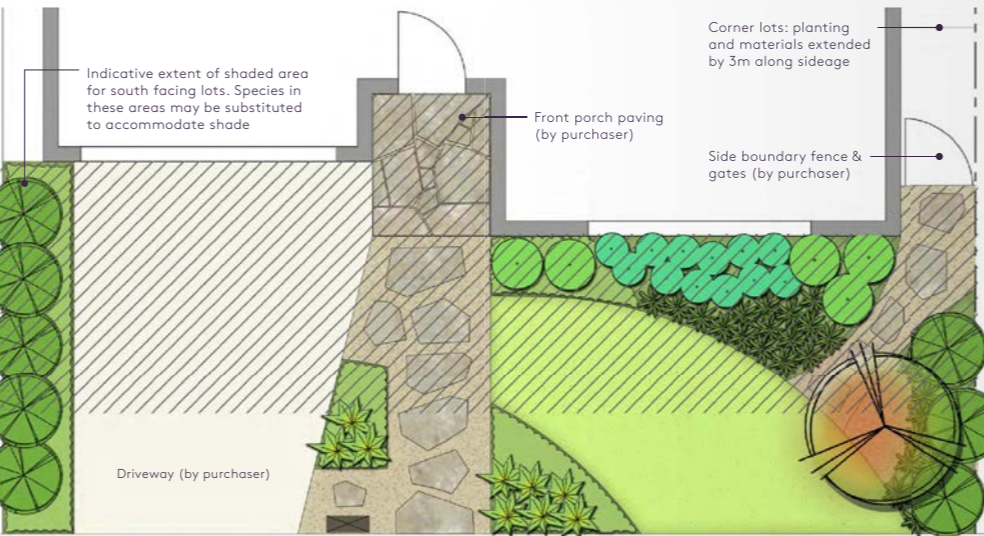 Indicative extent of shaded area
for south facing lots. Species in
these areas may be substituted
to accommodate shade
Front porch paving
(by purchaser)
Corner lots: planting
and materials extended
by 3m along sideage
Side boundary fence &
gates (by purchaser)
Driveway (by purchaser)